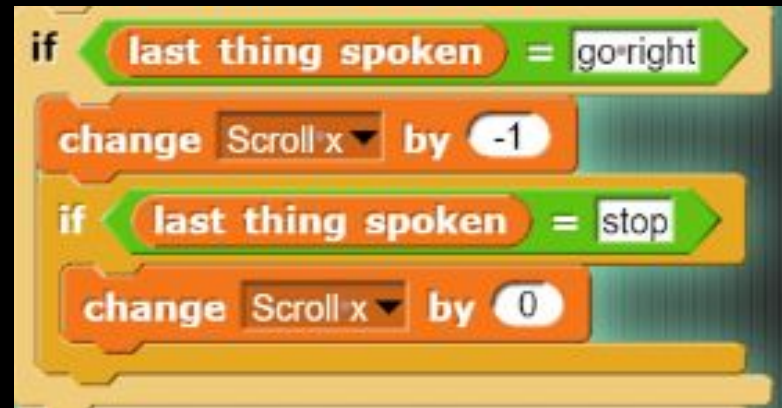 if last thing spoken = go right
change Scroll x by -1
if last thing spoken = stop
change Scroll x by 0